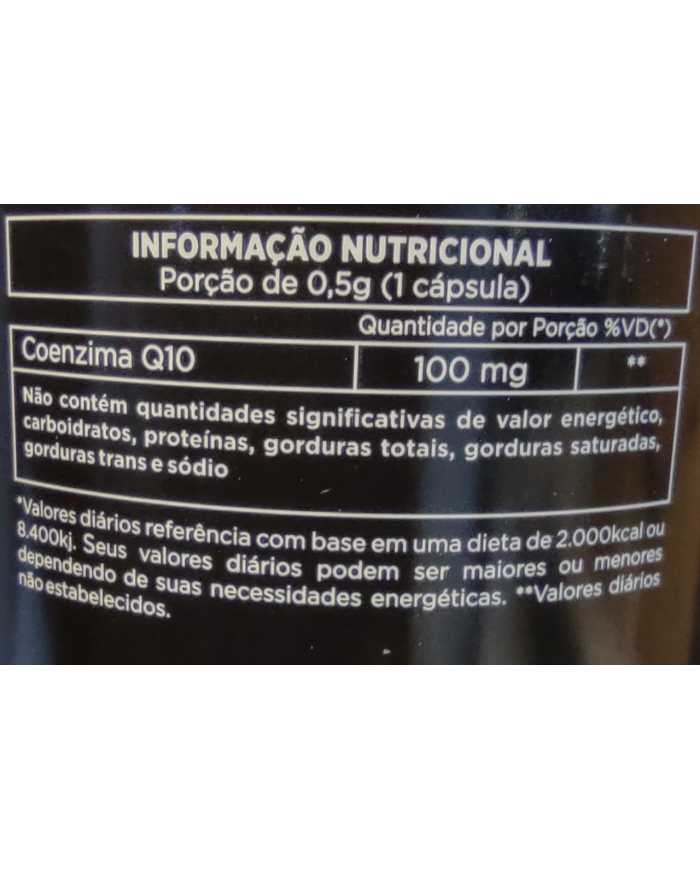 INFORMAÇÃO NUTRICIONAL
Porção de 0,5g (1 cápsula)
Quantidade por Porção %VD(*)
Coenzima Q10 100 mg **
Não contém quantidades significativas de valor energético,
carboidratos, proteínas, gorduras totais, gorduras saturadas,
gorduras trans e sódio
*Valores diários referência com base em uma dieta de 2.000kcal ou
8.400kj. Seus valores diários podem ser maiores ou menores
dependendo de suas necessidades energéticas. **Valores diários
não estabelecidos.